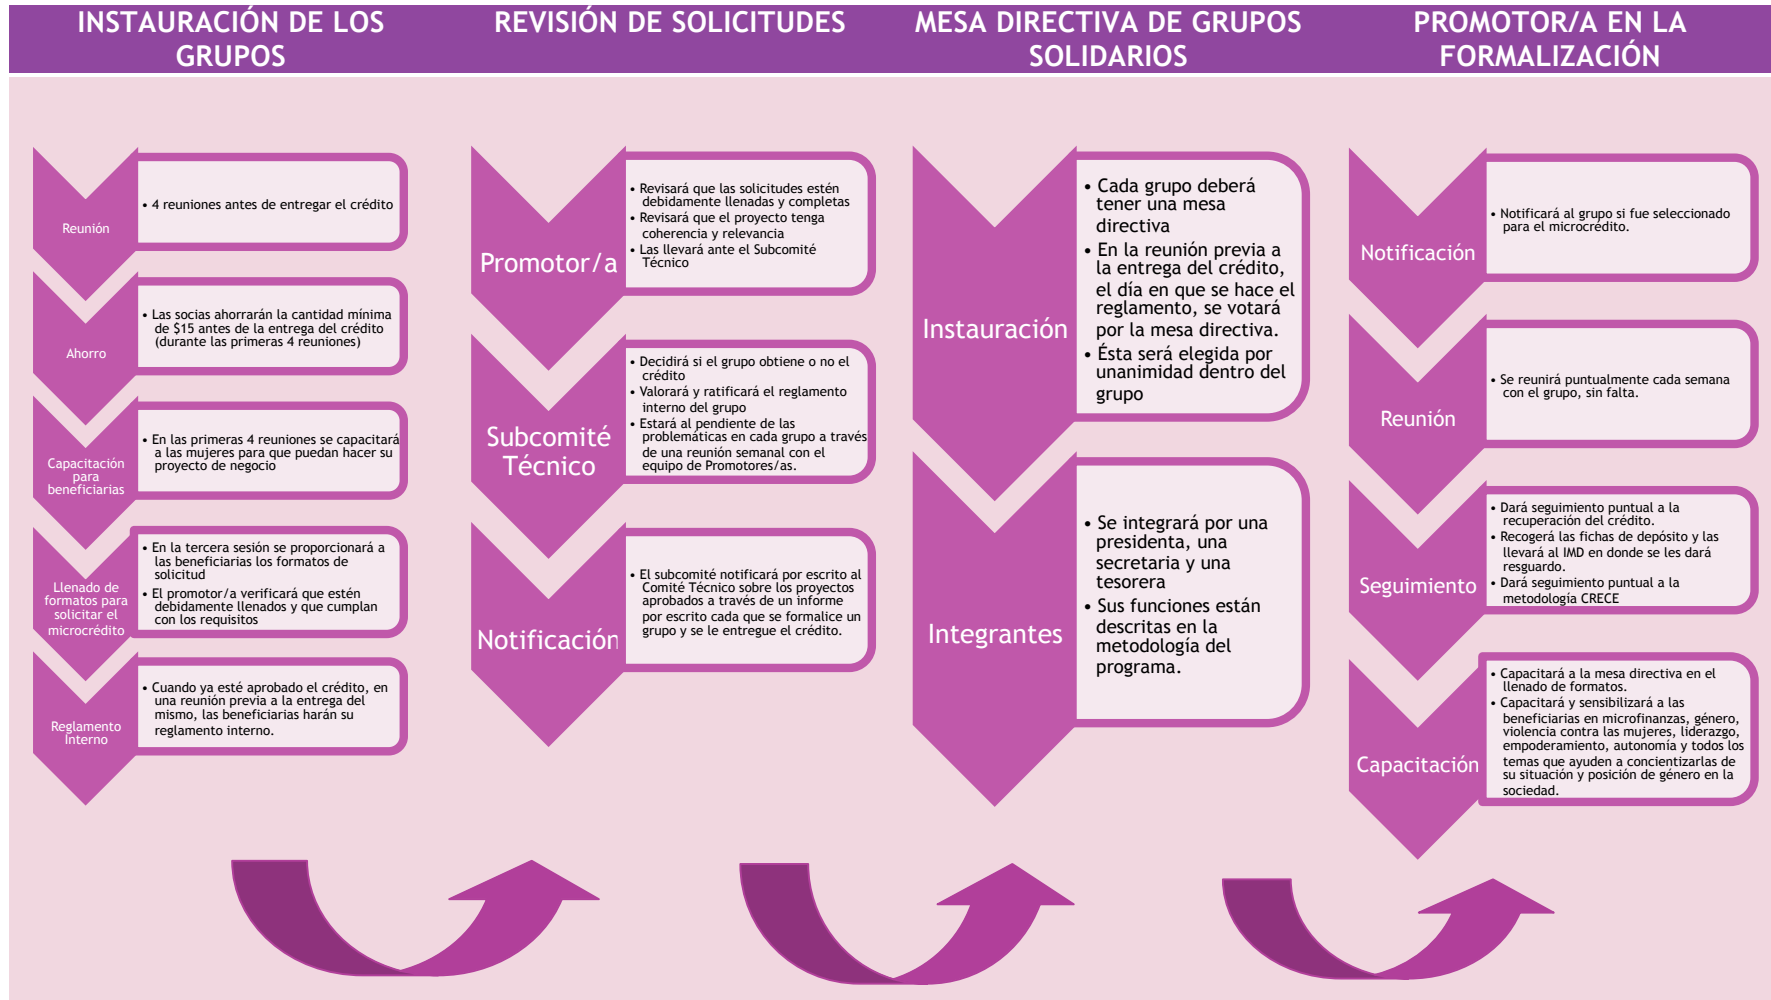 INSTAURACIÓN DE LOS
GRUPOS
REVISIÓN DE SOLICITUDES
MESA DIRECTIVA DE GRUPOS
SOLIDARIOS
PROMOTOR/A EN LA
FORMALIZACIÓN
Reunión
• 4 reuniones antes de entregar el crédito
Ahorro
• Las socias ahorrarán la cantidad mínima
de $15 antes de la entrega del crédito
(durante las primeras 4 reuniones)
Capacitación
para
beneficiarias
• En las primeras 4 reuniones se capacitará
a las mujeres para que puedan hacer su
proyecto de negocio
Llenado de
formatos para
solicitar el
microcrédito
• En la tercera sesión se proporcionará a
las beneficiarias los formatos de
solicitud
• El promotor/a verificará que estén
debidamente llenados y que cumplan
con los requisitos
Reglamento
Interno
• Cuando ya esté aprobado el crédito, en
una reunión previa a la entrega del
mismo, las beneficiarias harán su
reglamento interno.
Promotor/a
• Revisará que las solicitudes estén
debidamente llenadas y completas
• Revisará que el proyecto tenga
coherencia y relevancia
• Las llevará ante el Subcomité
Técnico
Subcomité
Técnico
• Decidirá si el grupo obtiene o no el
crédito
• Valorará y ratificará el reglamento
interno del grupo
• Estará al pendiente de las
problemáticas en cada grupo a través
de una reunión semanal con el
equipo de Promotores/as.
Notificación
• El subcomité notificará por escrito al
Comité Técnico sobre los proyectos
aprobados a través de un informe
por escrito cada que se formalice un
grupo y se le entregue el crédito.
Instauración
• Cada grupo deberá
tener una mesa
directiva
• En la reunión previa a
la entrega del crédito,
el día en que se hace el
reglamento, se votará
por la mesa directiva.
• Ésta será elegida por
unanimidad dentro del
grupo
Integrantes
• Se integrará por una
presidenta, una
secretaria y una
tesorera
• Sus funciones están
descritas en la
metodología del
programa.
Notificación
• Notificará al grupo si fue seleccionado
para el microcrédito.
Reunión
• Se reunirá puntualmente cada semana
con el grupo, sin falta.
Seguimiento
• Dará seguimiento puntual a la
recuperación del crédito.
• Recogerá las fichas de depósito y las
llevará al IMD en donde se les dará
resguardo.
• Dará seguimiento puntual a la
metodología CRECE
Capacitación
• Capacitará a la mesa directiva en el
llenado de formatos.
• Capacitará y sensibilizará a las
beneficiarias en microfinanzas, género,
violencia contra las mujeres, liderazgo,
empoderamiento, autonomía y todos los
temas que ayuden a concientizarlas de
su situación y posición de género en la
sociedad.